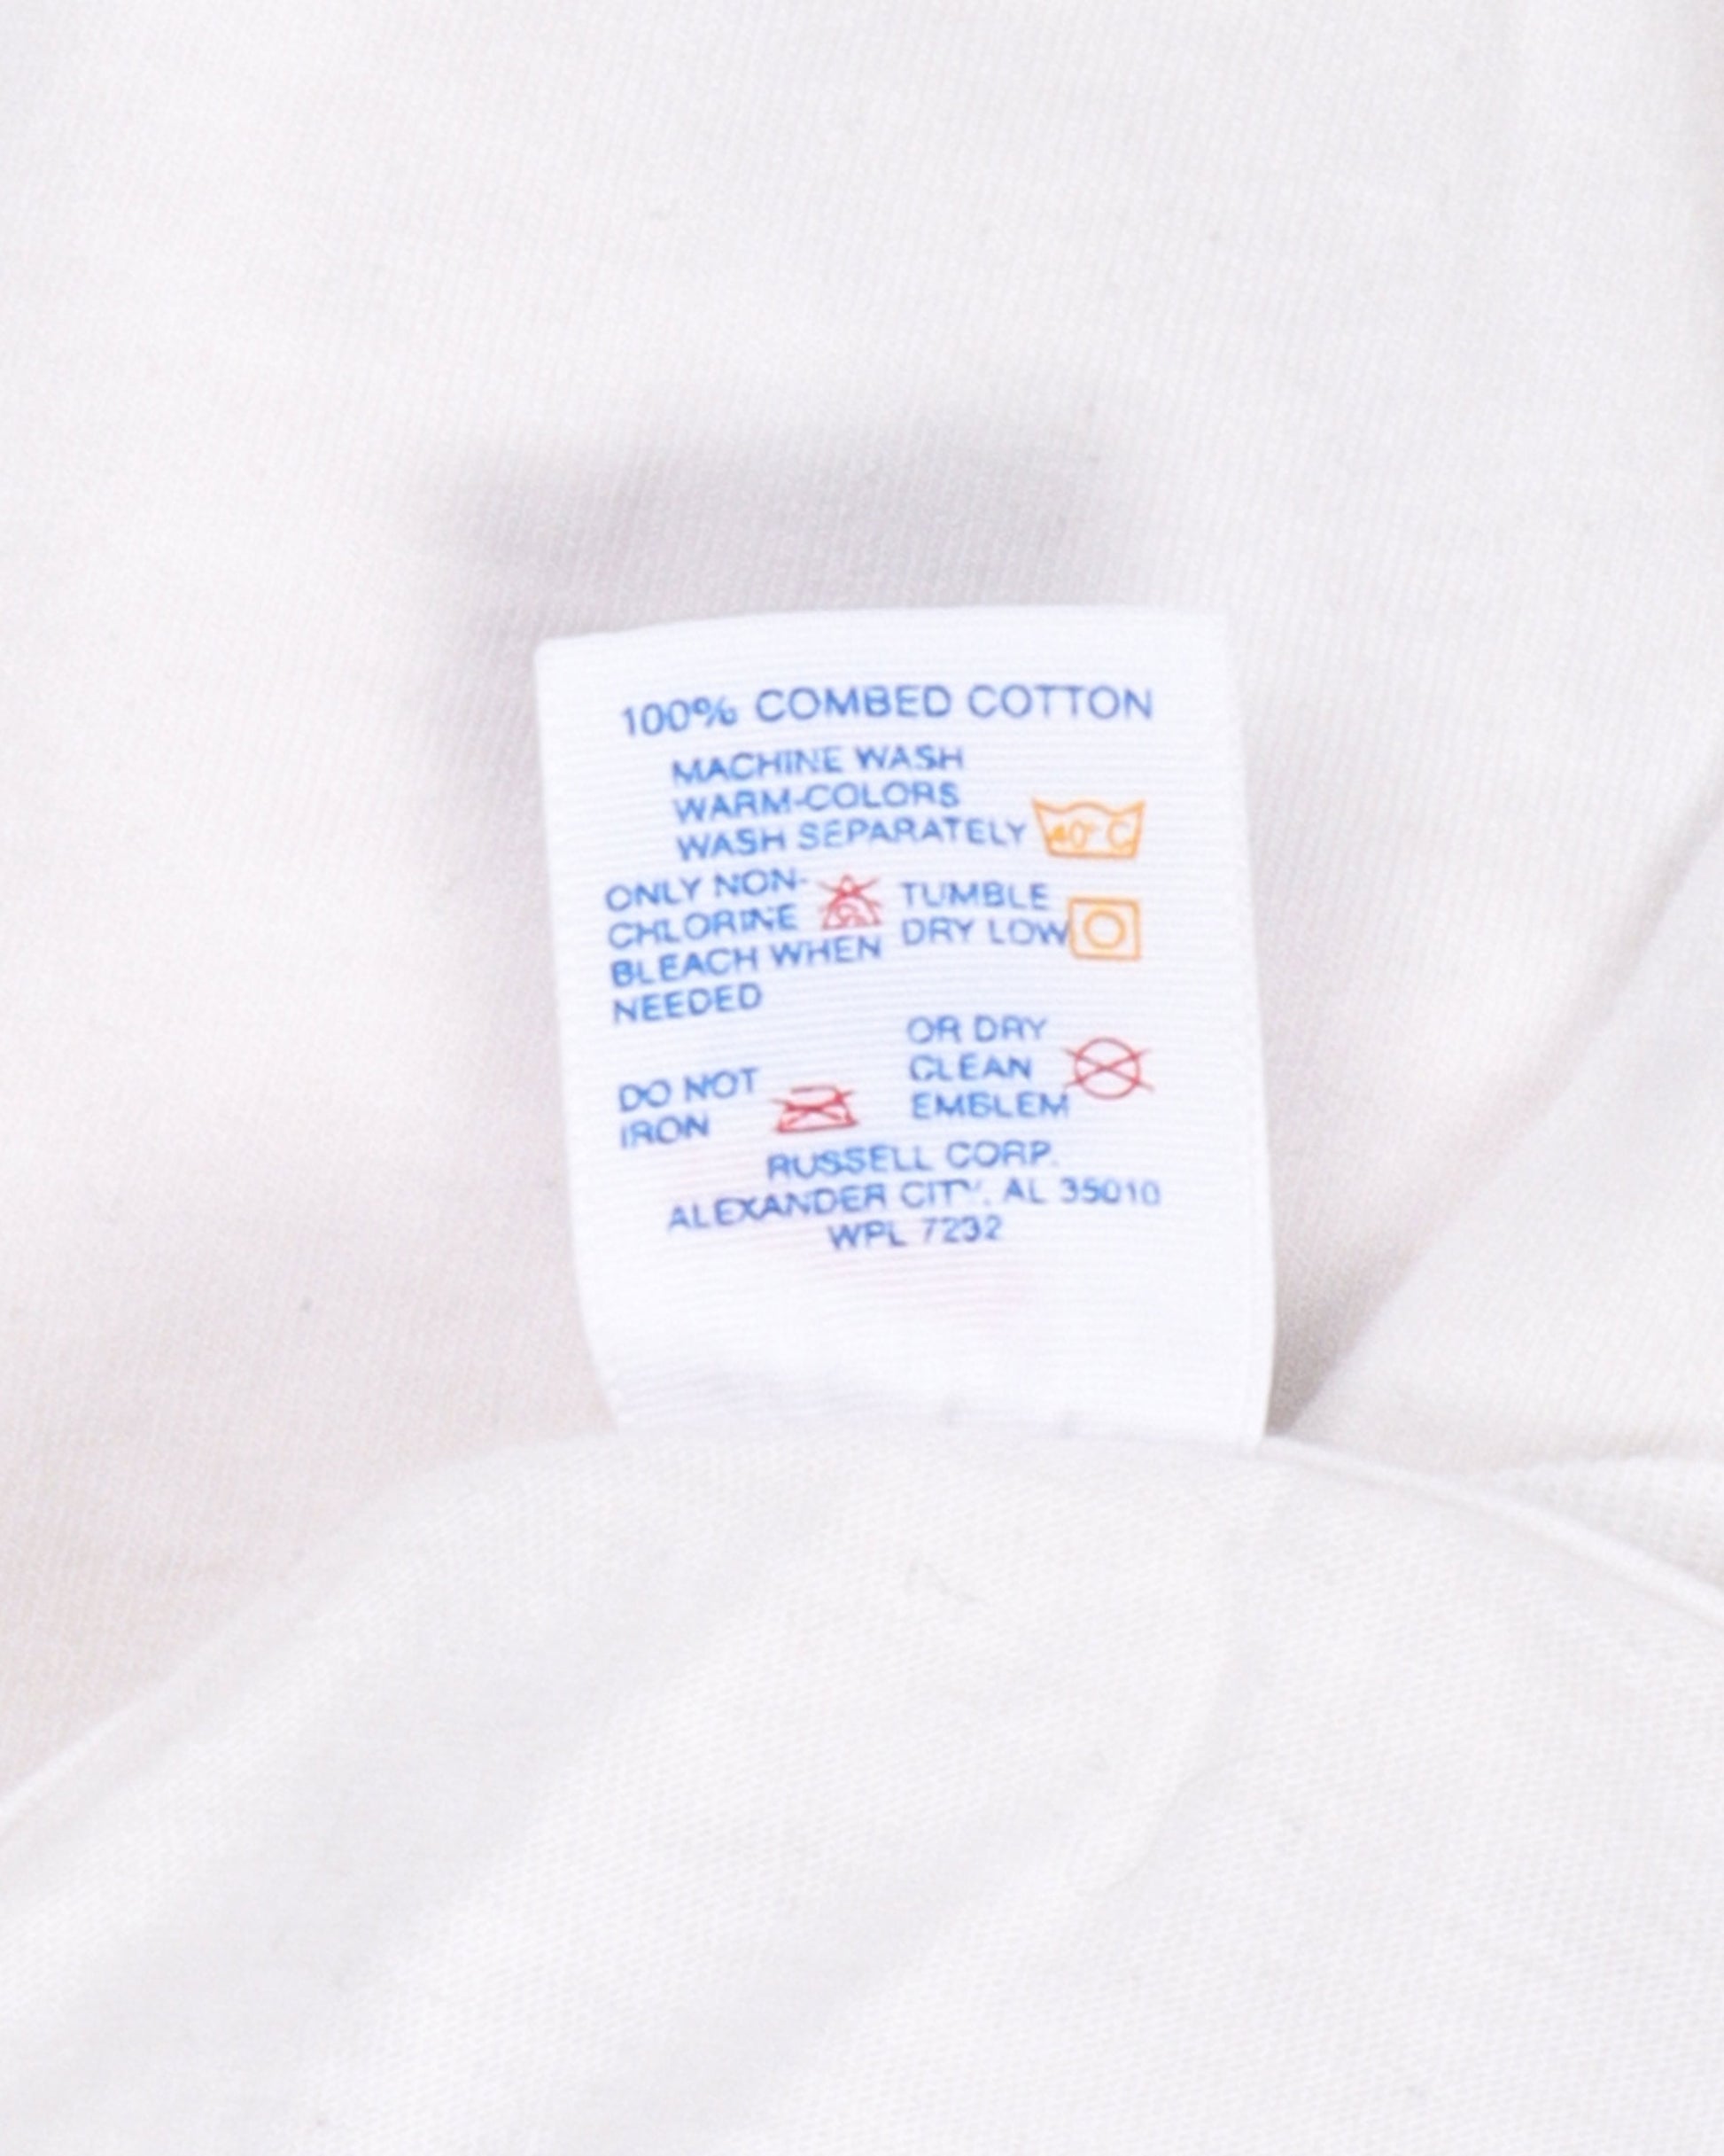 100% COMBED COTTON
MACHINE WASH
WARM-COLORS
WASH SEPARATELY
40°C
ONLY NON-
CHLORINE
BLEACH WHEN
NEEDED
Cl
TUMBLE
DRY LOW
DO NOT
IRON
OR DRY
CLEAN
EMBLEM
RUSSELL CORP.
ALEXANDER CITY, AL 35010
WPL 7232